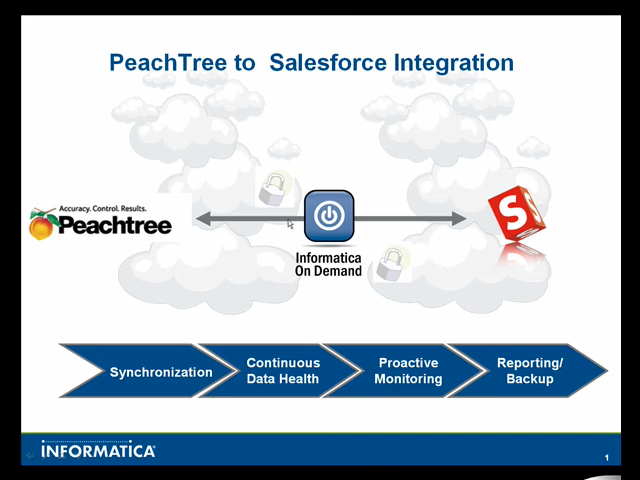 PeachTree to  Salesforce Integration
Accuracy. Control. Results.
Peachtree
S
Informatica
On Demand
Synchronization
Continuous
Data Health
Proactive
Monitoring
Reporting/
Backup
INFORMATICA®
1